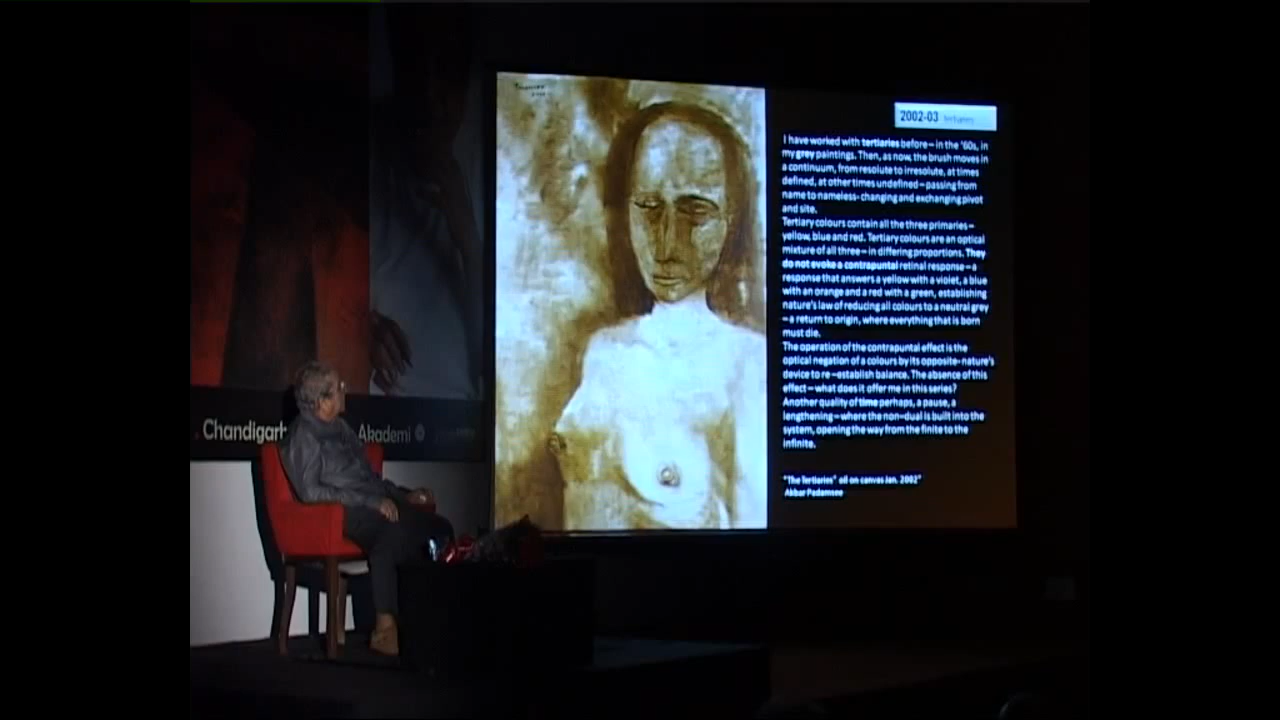 2002-03
I have worked with tertiaries before – in the '60s, in
my grey paintings. Then, as now, the brush moves in
a continuum, from resolute to irresolute, at times
defined, at other times undefined – passing from
name to nameless- changing and exchanging pivot
and site.
Tertiary colours contain all the three primaries –
yellow, blue and red. Tertiary colours are an optical
mixture of all three – in differing proportions. They
do not evoke a contrapuntal retinal response – a
response that answers a yellow with a violet, a blue
with an orange and a red with a green, establishing
nature's law of reducing all colours to a neutral grey
– a return to origin, where everything that is born
must die.
The operation of the contrapuntal effect is the
optical negation of a colours by its opposite- nature's
device to re –establish balance. The absence of this
effect – what does it offer me in this series?
Another quality of time perhaps, a pause, a
lengthening – where the non–dual is built into the
system, opening the way from the finite to the
infinite.
"The Tertiaries" oil on canvas Jan. 2002"
Akbar Padamsee
Chandigarh Akademi